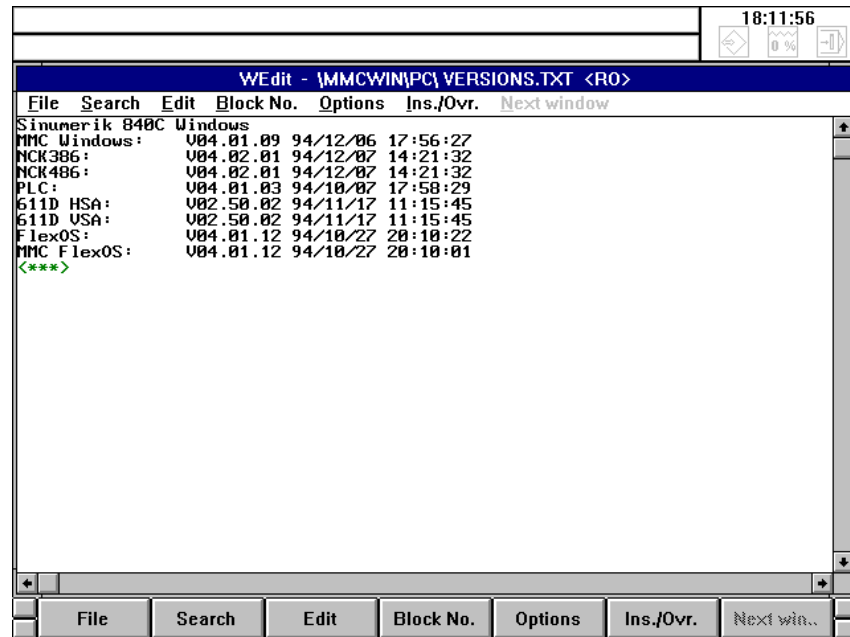 18:11:56
0 %
WEdit - \MMCWIN\PC\VERSIONS.TXT <RO>
File Search Edit Block No. Options Ins./Ovr. Next window
Sinumerik 840C Windows
MMC Windows: V04.01.09 94/12/06 17:56:27
NCK386: V04.02.01 94/12/07 14:21:32
NCK486: V04.02.01 94/12/07 14:21:32
PLC: V04.01.03 94/10/07 17:58:29
611D HSA: V02.50.02 94/11/17 11:15:45
611D VSA: V02.50.02 94/11/17 11:15:45
FlexOS: V04.01.12 94/10/27 20:10:22
MMC FlexOS: V04.01.12 94/10/27 20:10:01
<***>
File Search Edit Block No. Options Ins./Ovr. Next win..